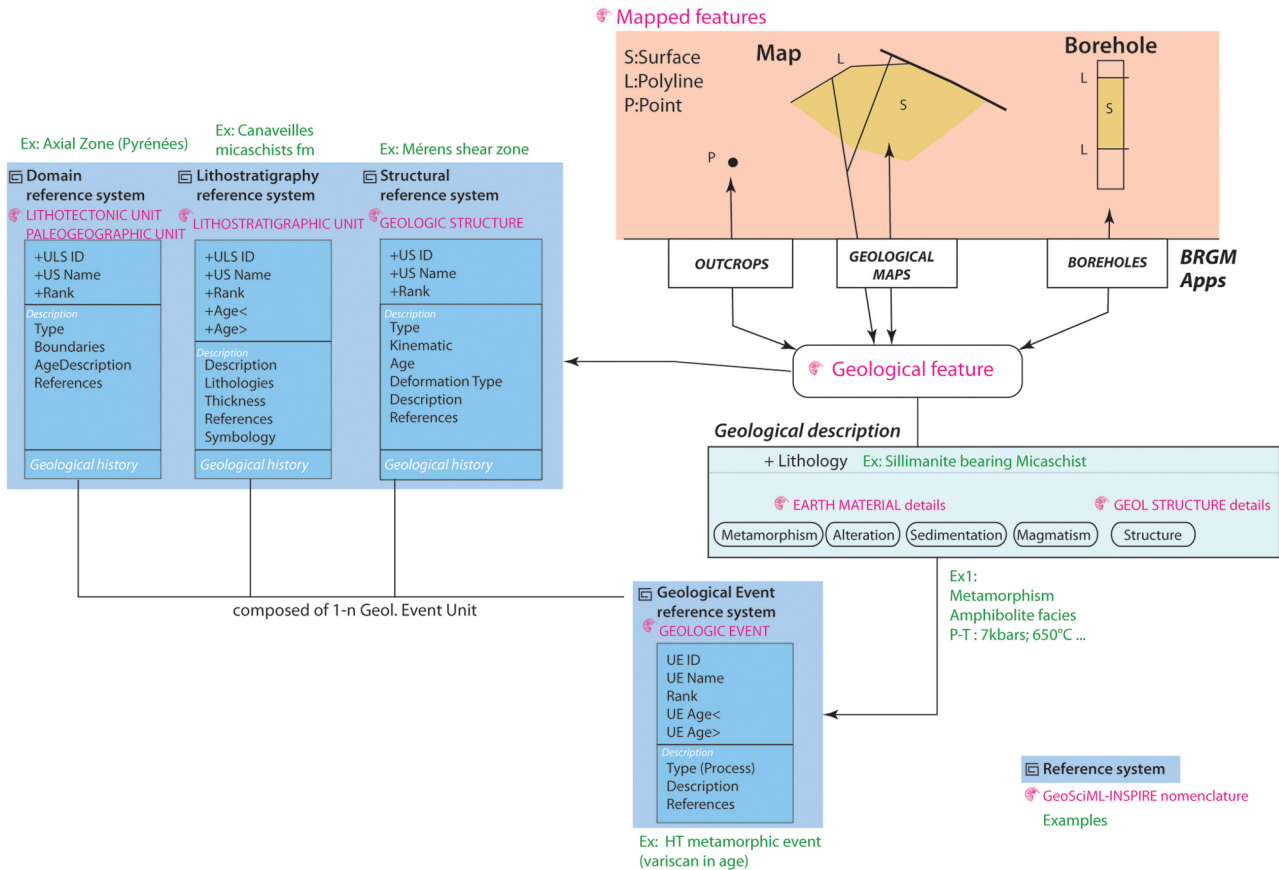 Mapped features
S:Surface
L:Polyline
P:Point
Map
Borehole
L
S
P
L
S
L
OUTCROPS
GEOLOGICAL
MAPS
BOREHOLES
BRGM
Apps
Ex: Axial Zone (Pyrénées)
Ex: Canaveilles
micaschists fm
Ex: Mérens shear zone
Domain
reference system
LITHOTECTONIC UNIT
PALEOGEOGRAPHIC UNIT
+ULS ID
+US Name
+Rank
Description
Type
Boundaries
AgeDescription
References
Geological history
Lithostratigraphy
reference system
LITHOSTRATIGRAPHIC UNIT
+ULS ID
+US Name
+Rank
+Age<
+Age>
Description
Description
Lithologies
Thickness
References
Symbology
Geological history
Structural
reference system
GEOLOGIC STRUCTURE
+US ID
+US Name
+Rank
Description
Type
Kinematic
Age
Deformation Type
Description
References
Geological history
Geological feature
Geological description
+ Lithology Ex: Sillimanite bearing Micaschist
EARTH MATERIAL details
GEOL STRUCTURE details
Metamorphism
Alteration
Sedimentation
Magmatism
Structure
Ex1:
Metamorphism
Amphibolite facies
P-T : 7kbars; 650°C ...
composed of 1-n Geol. Event Unit
Geological Event
reference system
GEOLOGIC EVENT
UE ID
UE Name
Rank
UE Age<
UE Age>
Description
Type (Process)
Description
References
Ex: HT metamorphic event
(variscan in age)
Reference system
GeoSciML-INSPIRE nomenclature
Examples